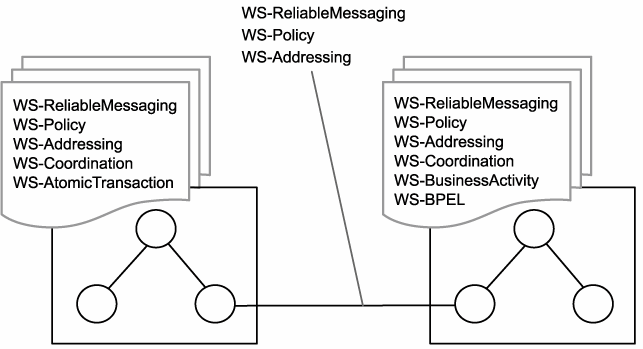 WS-ReliableMessaging
WS-Policy
WS-Addressing
WS-ReliableMessaging
WS-Policy
WS-Addressing
WS-Coordination
WS-AtomicTransaction
WS-ReliableMessaging
WS-Policy
WS-Addressing
WS-Coordination
WS-BusinessActivity
WS-BPEL